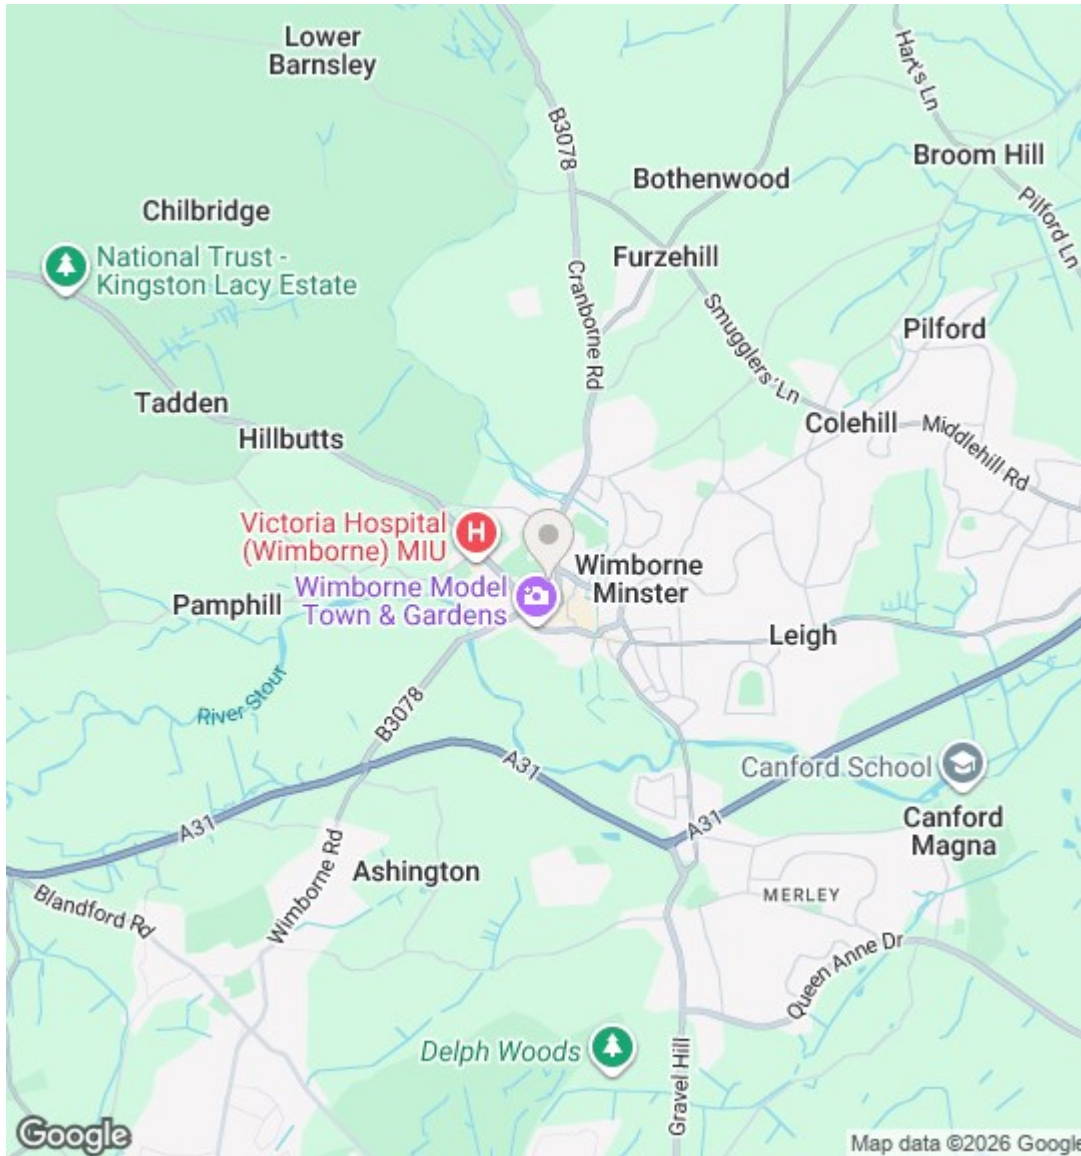 Lower
Barnsley
Hart's Ln
B3078
Broom Hill
Bothenwood
Pilford Ln
Chilbridge
National Trust -
Kingston Lacy Estate
Furzehill
Cranborne Rd
Smugglers' Ln
Pilford
Tadden
Hillbutts
Colehill
Middlehill Rd
Victoria Hospital
(Wimborne) MIU
H
Wimborne
Minster
Wimborne Model
Town & Gardens
Pamphill
Leigh
River Stour
B3078
A31
Canford School
A31
A31
Canford
Magna
Ashington
Wimborne Rd
Blandford Rd
MERLEY
Queen Anne Dr
Delph Woods
Gravel Hill
Google
Map data ©2026 Google